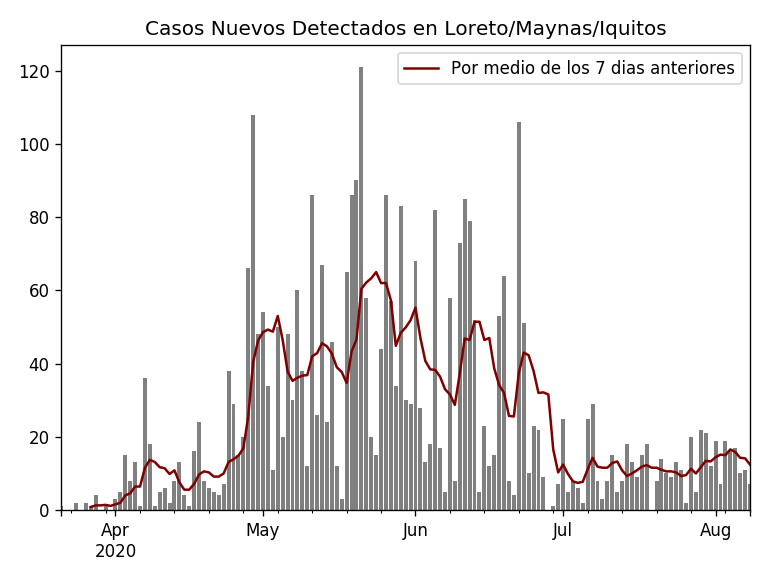 Casos Nuevos Detectados en Loreto/Maynas/Iquitos
Por medio de los 7 dias anteriores
120
100
80
60
40
20
0
Apr May Jun Jul Aug
2020